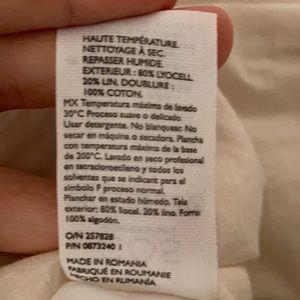 HAUTE TEMPÉRATURE.
NETTOYAGE À SEC.
REPASSER HUMIDE.
EXTERIEUR : 80% LYOCELL
20% LIN. DOUBLURE :
100% COTON.
MX Temperatura máxima de lavado
30°C Proceso suave o delicado
Usar detergente. No blanquear. No
secar en máquina o secadora. Plancha
con temperatura máxima de la base
de 200°C. Lavado en seco profesional
en tetracloroetileno y todos los
solventes que se indican para el
símbolo F proceso normal.
Planchar en estado húmedo. Tela
exterior: 80% liocel. 20% lino. Forro:
100% algodón.
O/N 257828
P/N 0873240 1
MADE IN ROMANIA
FABRIQUÉ EN ROUMANIE
HECHO EN RUMANÍA